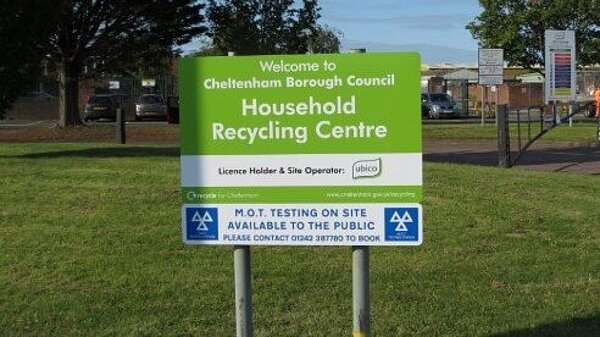 Welcome to
Cheltenham Borough Council
Household
Recycling Centre
Licence Holder & Site Operator: ubico
recycle for Cheltenham www.cheltenham.gov.uk/recycling
M.O.T. TESTING ON SITE
AVAILABLE TO THE PUBLIC
PLEASE CONTACT 01242 387780 TO BOOK